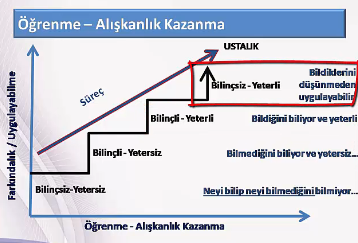 Öğrenme – Alışkanlık Kazanma
USTALIK
Süreç
Farkındalık / Uygulayabilme
Bilinçsiz - Yeterli
Bildiklerini
düşünmeden
uygulayabilir
Bilinçli - Yeterli
Bildiğini biliyor ve yeterli
Bilinçli - Yetersiz
Bilmediğini biliyor ve yetersiz...
Bilinçsiz-Yetersiz
Neyi bilip neyi bilmediğini bilmiyor...
Öğrenme - Alışkanlık Kazanma